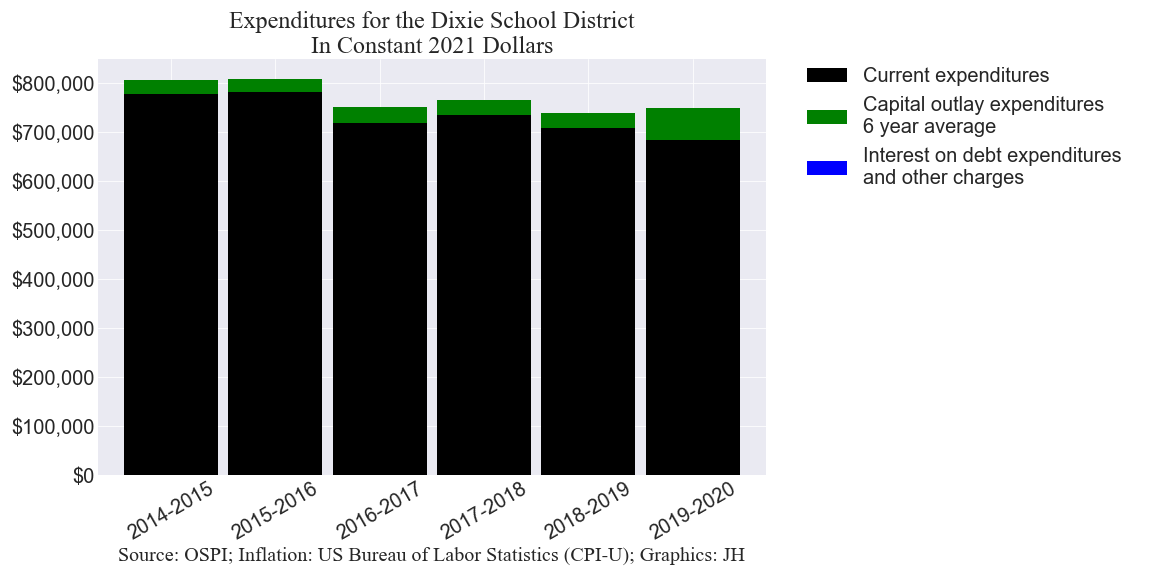 Expenditures for the Dixie School District
In Constant 2021 Dollars
$800,000
$700,000
$600,000
$500,000
$400,000
$300,000
$200,000
$100,000
$0
2014-2015
2015-2016
2016-2017
2017-2018
2018-2019
2019-2020
Source: OSPI; Inflation: US Bureau of Labor Statistics (CPI-U); Graphics: JH
Current expenditures
Capital outlay expenditures
6 year average
Interest on debt expenditures
and other charges